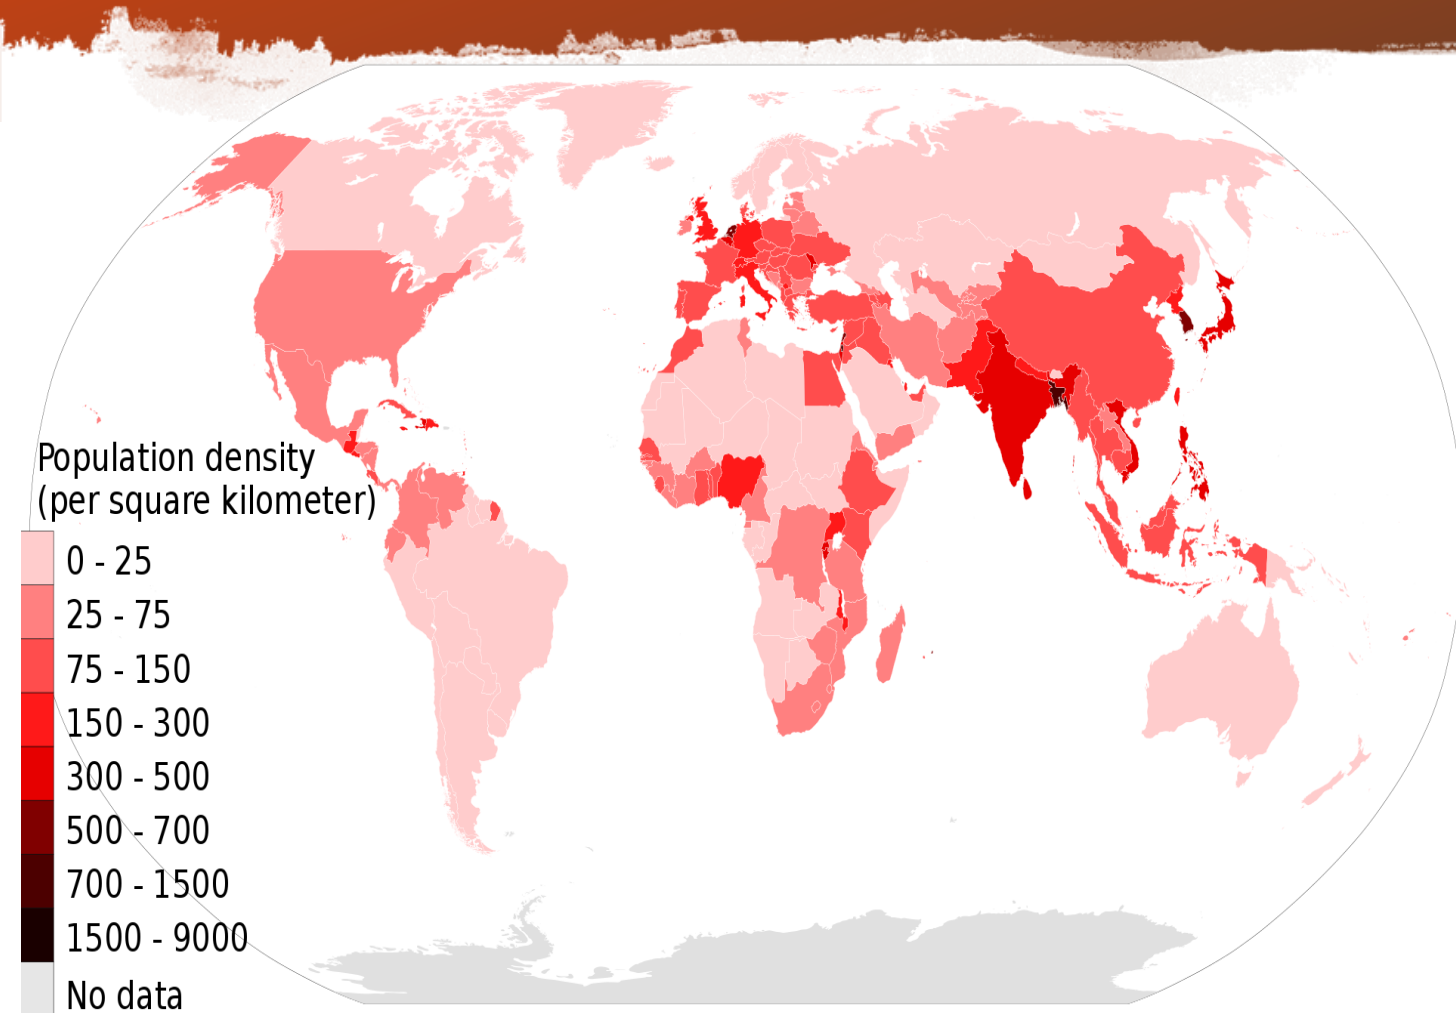 Population density
(per square kilometer)
0 - 25
25 - 75
75 - 150
150 - 300
300 - 500
500 - 700
700 - 1500
1500 - 9000
No data